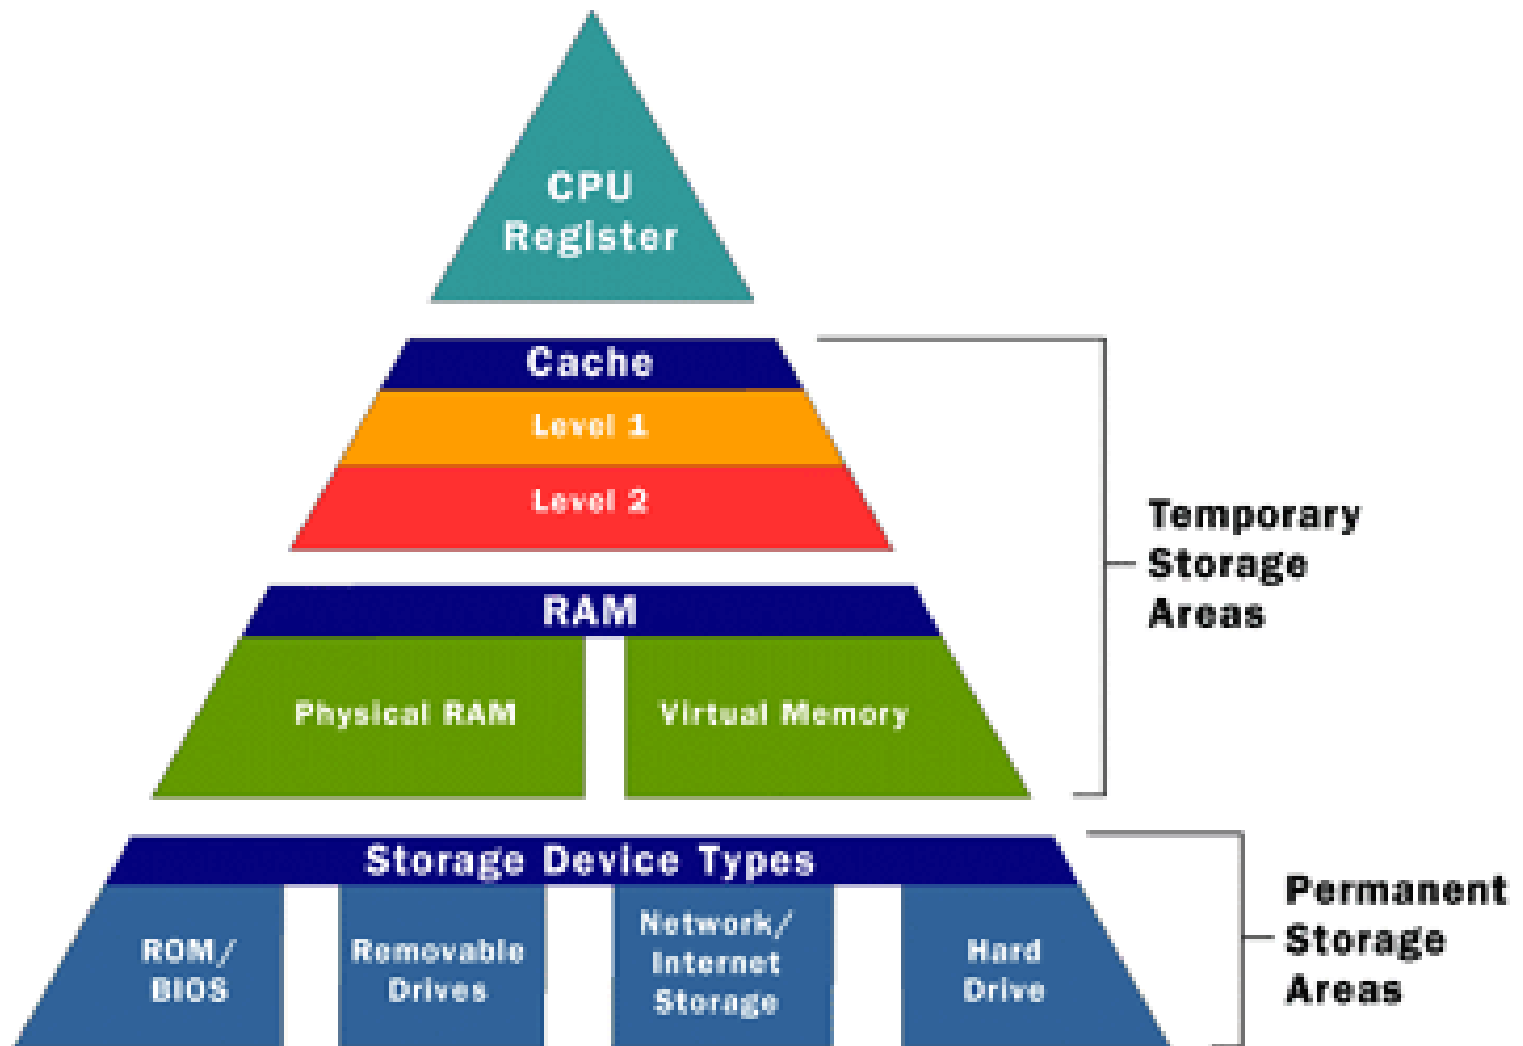 CPU
Register
Cache
Level 1
Level 2
RAM
Physical RAM
Virtual Memory
Temporary
Storage
Areas
Storage Device Types
ROM/
BIOS
Removable
Drives
Network/
Internet
Storage
Hard
Drive
Permanent
Storage
Areas